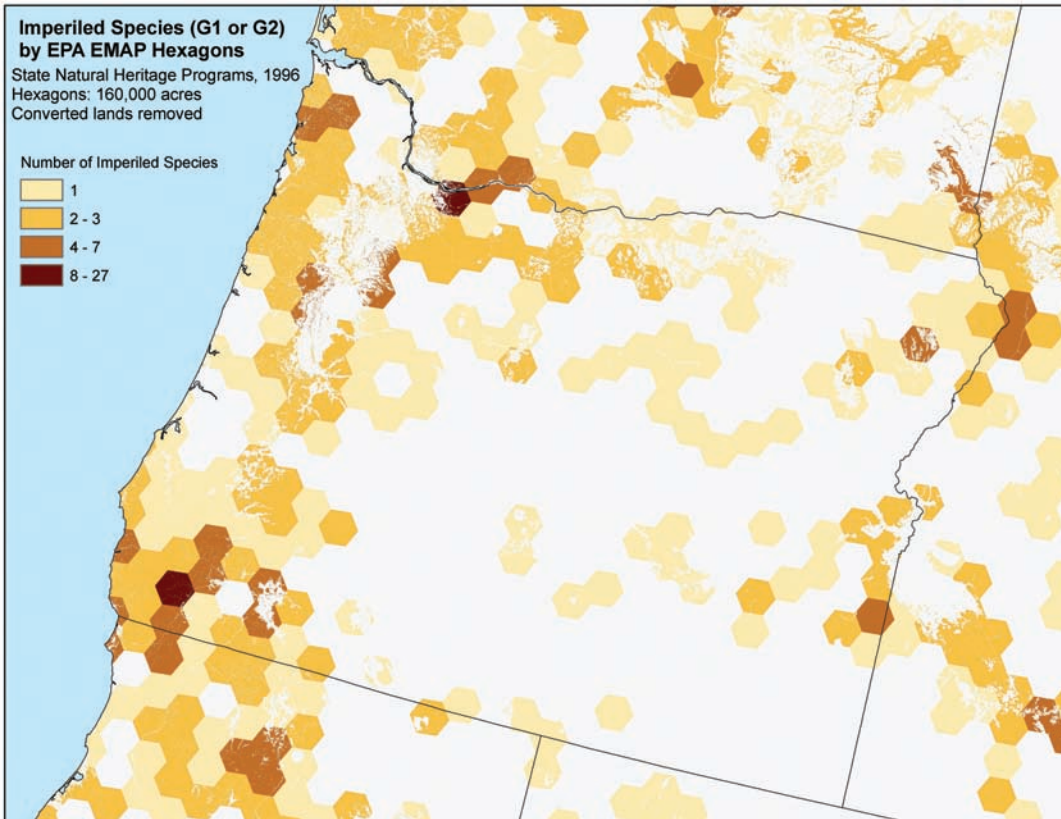 Imperiled Species (G1 or G2)
by EPA EMAP Hexagons
State Natural Heritage Programs, 1996
Hexagons: 160,000 acres
Converted lands removed
Number of Imperiled Species
1
2 - 3
4 - 7
8 - 27